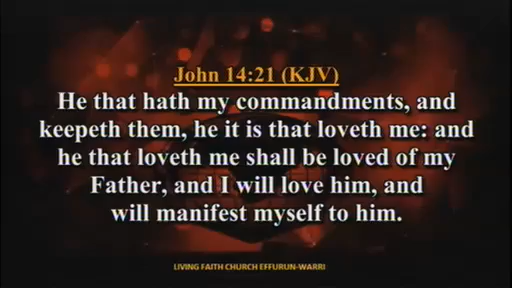 John 14:21 (KJV)
He that hath my commandments, and
keepeth them, he it is that loveth me: and
he that loveth me shall be loved of my
Father, and I will love him, and
will manifest myself to him.
LIVING FAITH CHURCH EFFURUN-WARRI